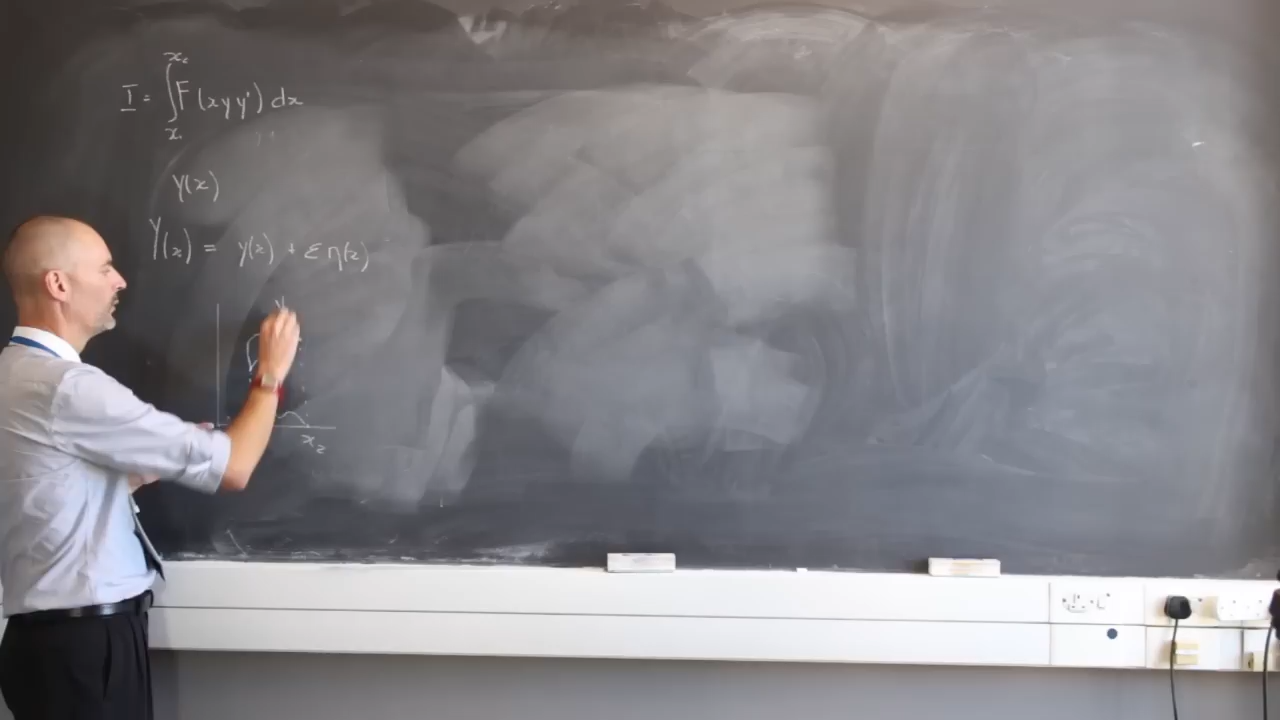 x₂
I = ∫ F (x y y') dx
x₁
y(x)
Y(x) = y(x) + ε η(x)
x₂